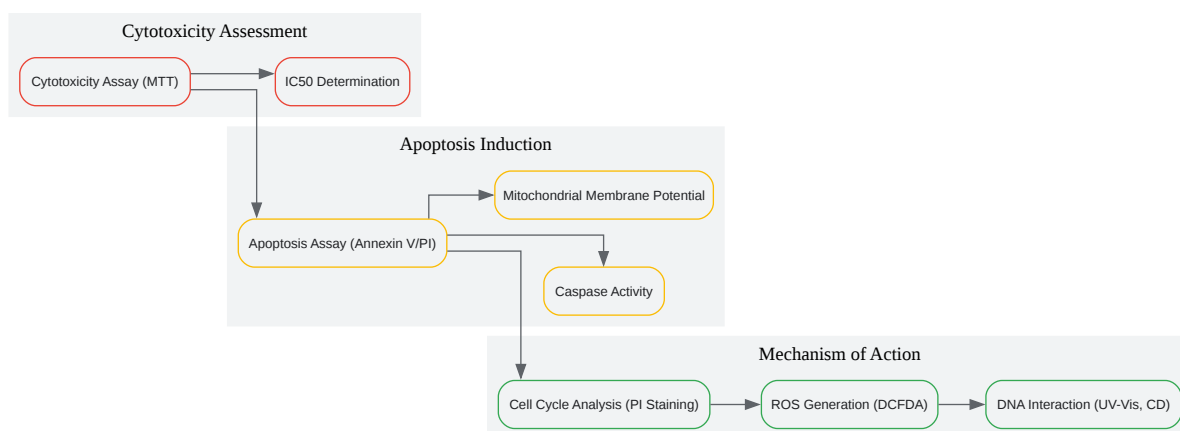 Cytotoxicity Assessment
Cytotoxicity Assay (MTT)
IC50 Determination
Apoptosis Induction
Mitochondrial Membrane Potential
Apoptosis Assay (Annexin V/PI)
Caspase Activity
Mechanism of Action
Cell Cycle Analysis (PI Staining)
ROS Generation (DCFDA)
DNA Interaction (UV-Vis, CD)